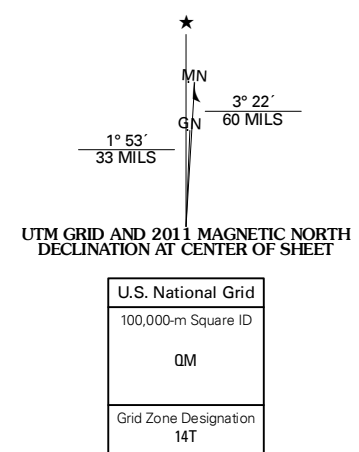 ★
MN
3° 22´
60 MILS
GN
1° 53´
33 MILS
UTM GRID AND 2011 MAGNETIC NORTH
DECLINATION AT CENTER OF SHEET
U.S. National Grid
100,000-m Square ID
QM
Grid Zone Designation
14T